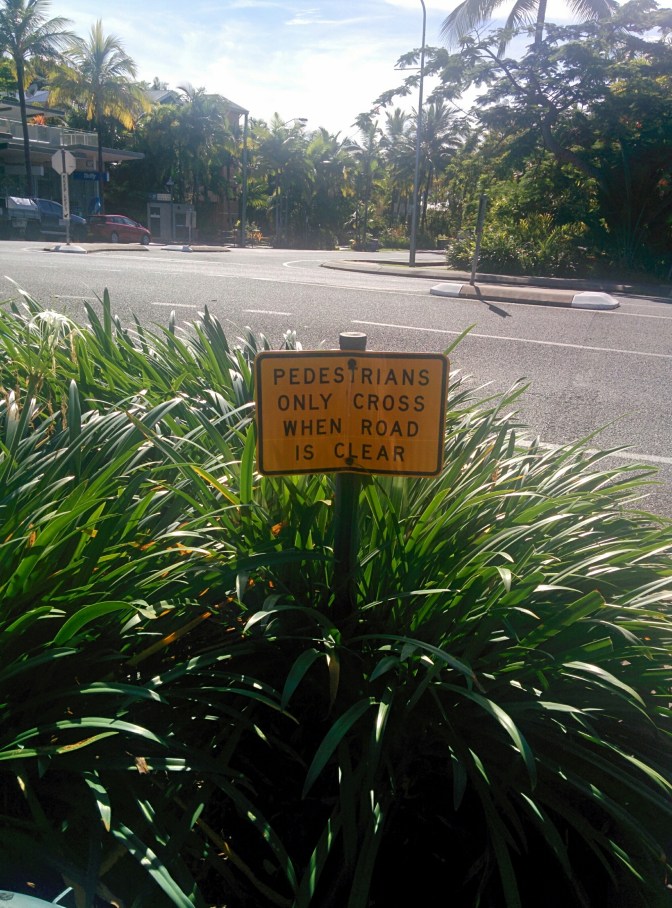 PEDESTRIANS
ONLY CROSS
WHEN ROAD
IS CLEAR